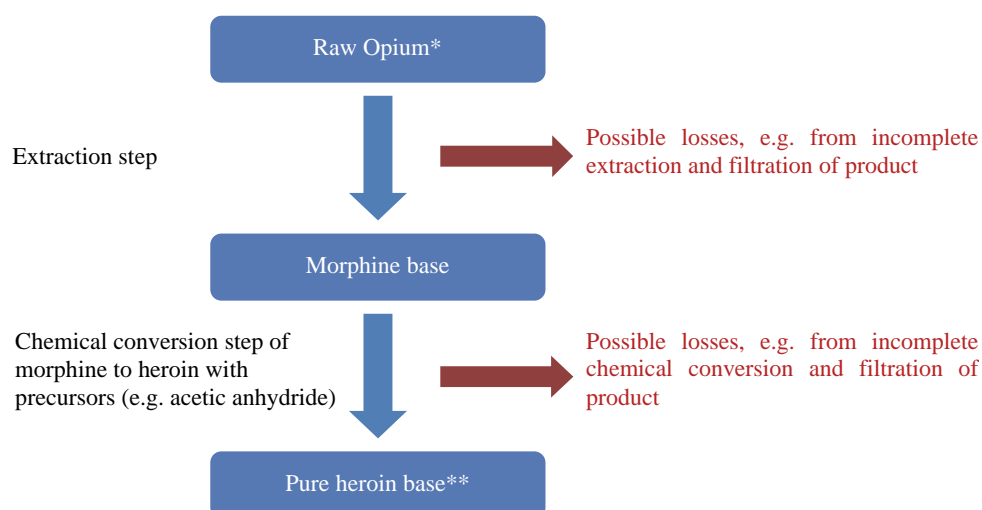 Raw Opium*
Extraction step
Possible losses, e.g. from incomplete
extraction and filtration of product
Morphine base
Chemical conversion step of
morphine to heroin with
precursors (e.g. acetic anhydride)
Possible losses, e.g. from incomplete
chemical conversion and filtration of
product
Pure heroin base**